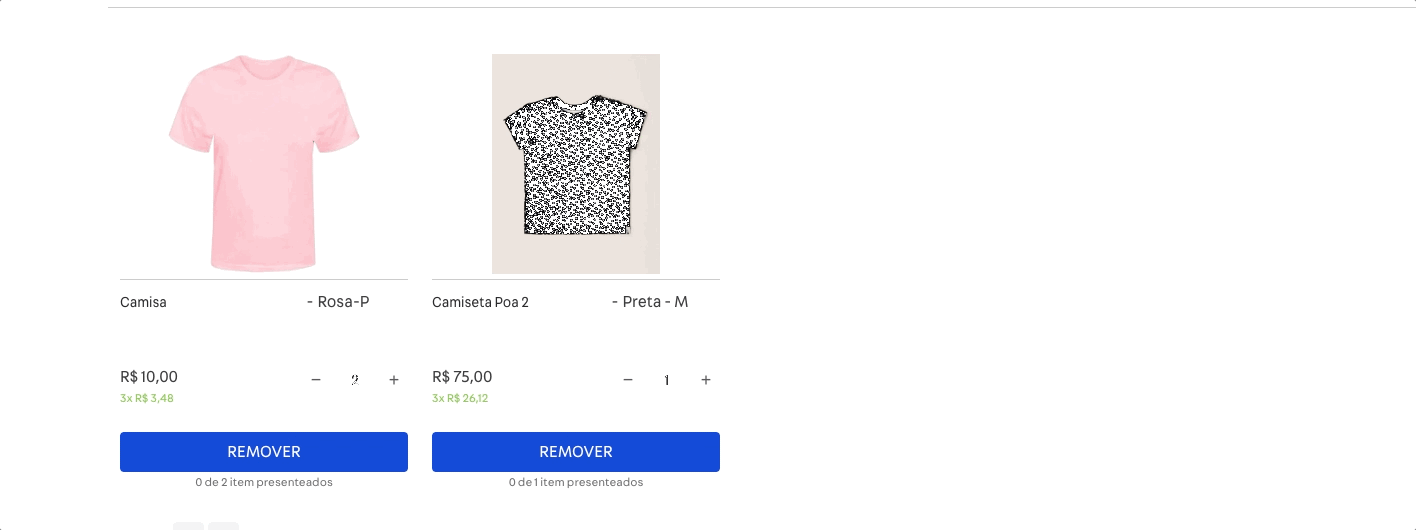 Camisa - Rosa-P
R$ 10,00 − 2 +
3x R$ 3,48
REMOVER
0 de 2 item presenteados
Camiseta Poa 2 - Preta - M
R$ 75,00 − 1 +
3x R$ 26,12
REMOVER
0 de 1 item presenteados